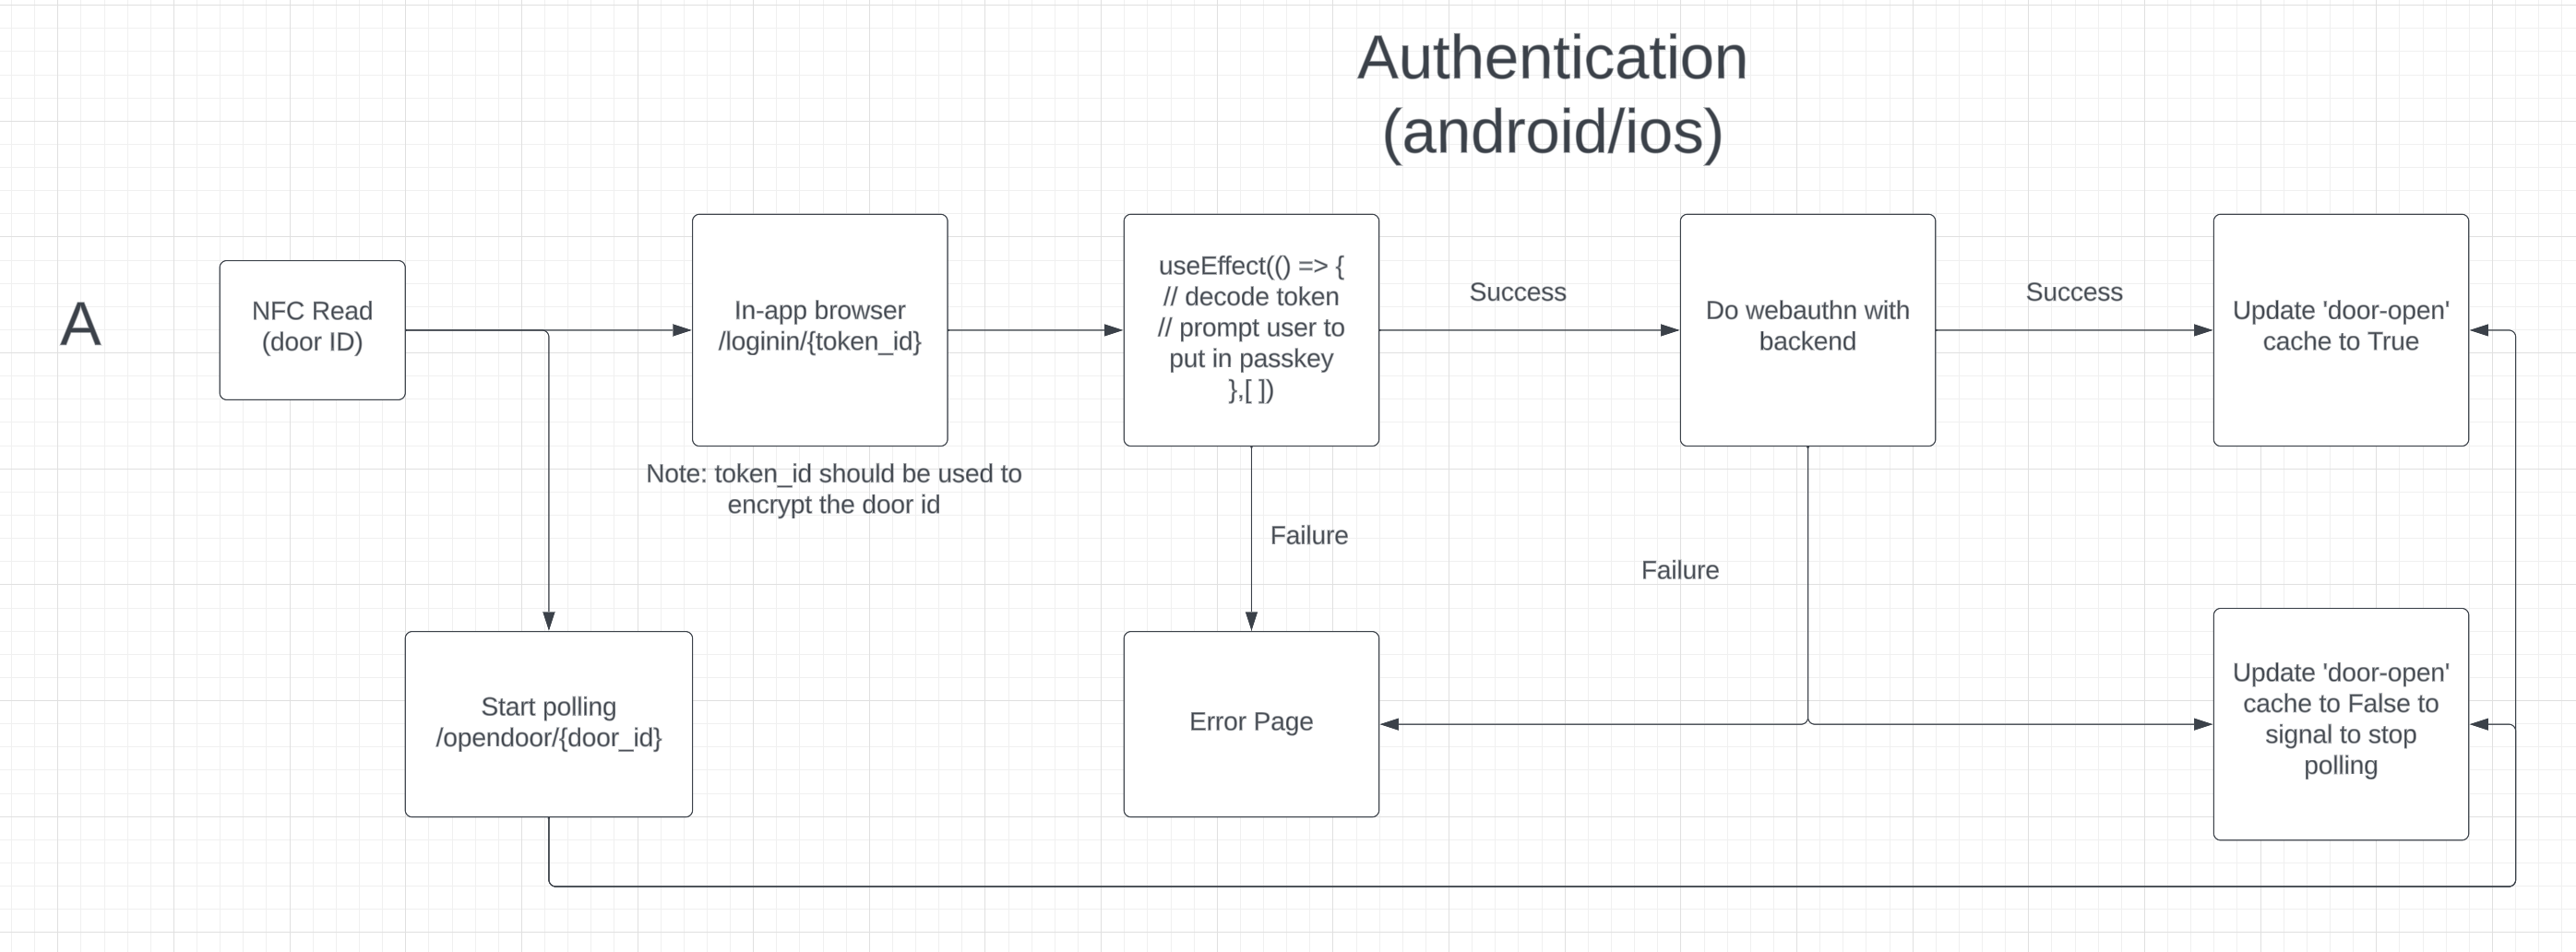 Authentication
(android/ios)
A
NFC Read
(door ID)
In-app browser
/loginin/{token_id}
Note: token_id should be used to
encrypt the door id
useEffect(() => {
// decode token
// prompt user to
put in passkey
},[ ])
Success
Do webauthn with
backend
Success
Update 'door-open'
cache to True
Failure
Failure
Start polling
/opendoor/{door_id}
Error Page
Update 'door-open'
cache to False to
signal to stop
polling